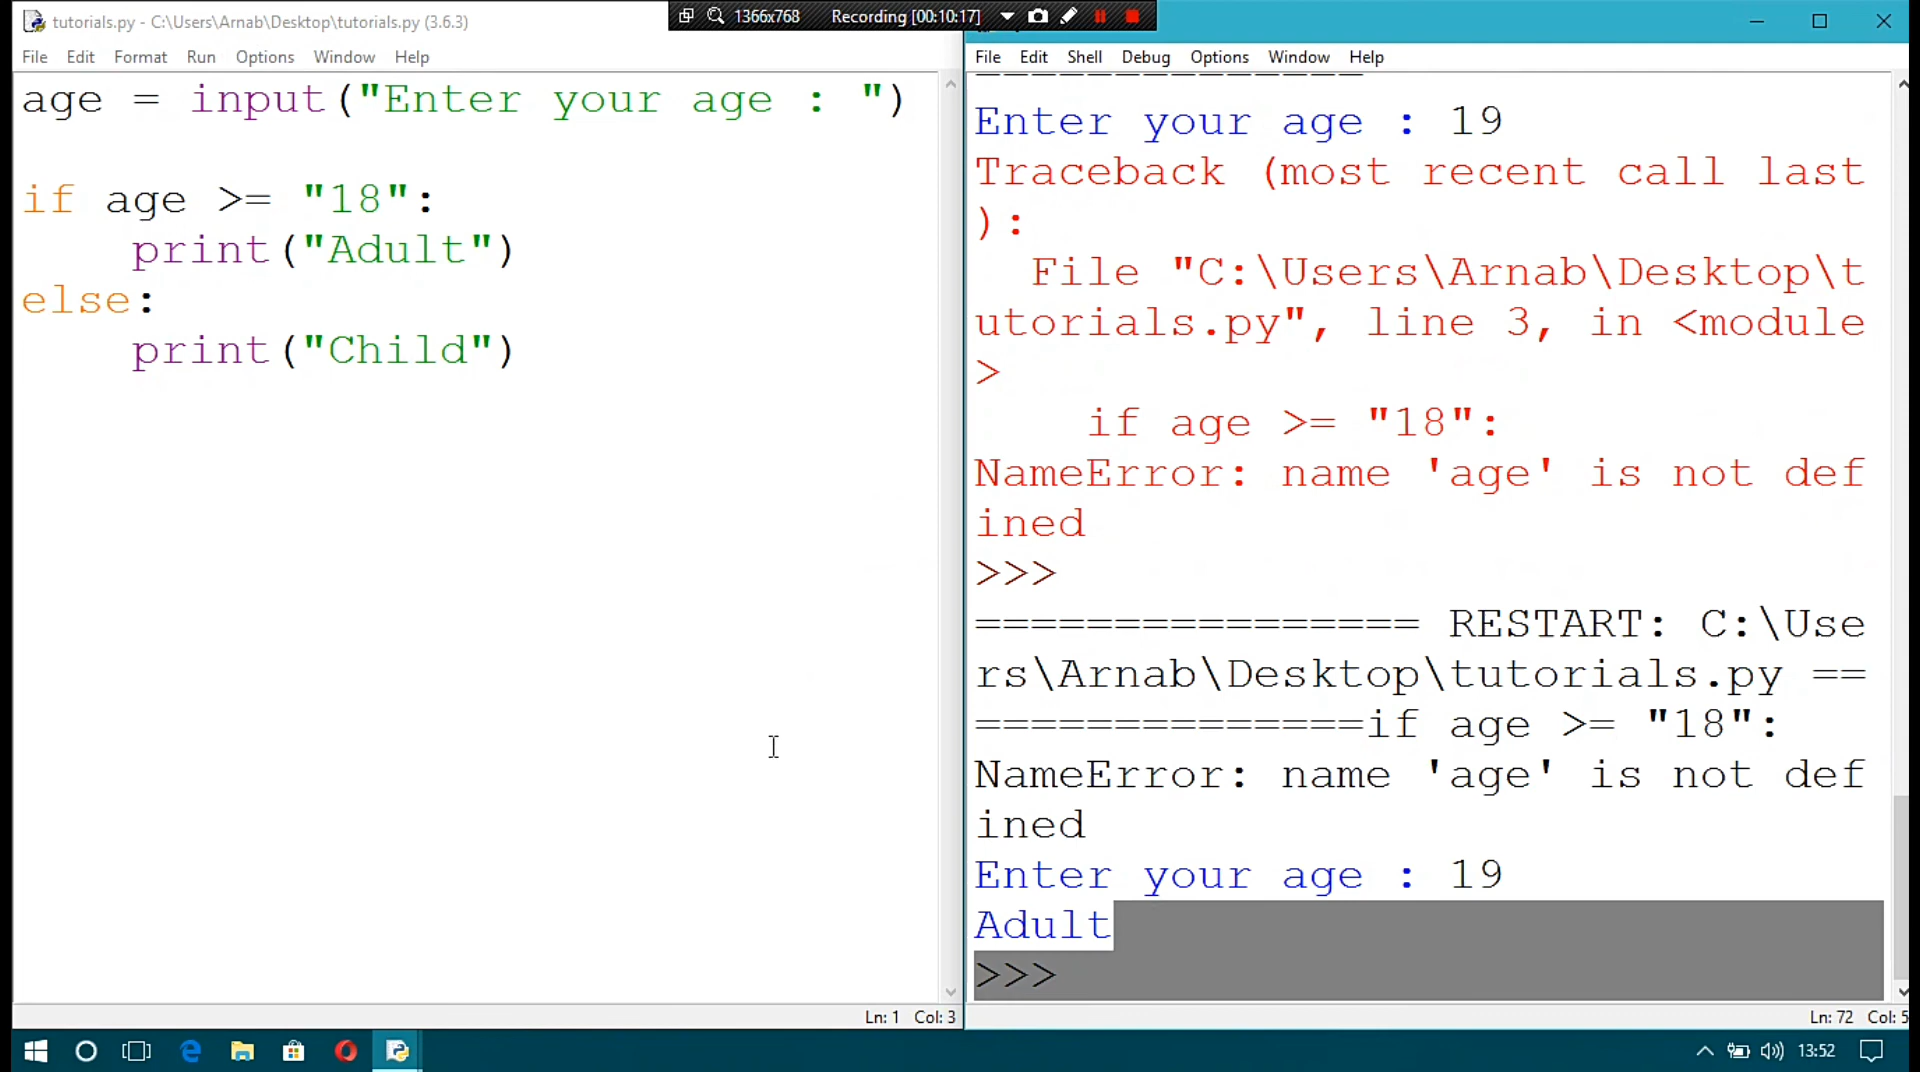 tutorials.py - C:\Users\Arnab\Desktop\tutorials.py (3.6.3)
1366x768 Recording [00:10:17]
File Edit Format Run Options Window Help
age = input("Enter your age : ")
if age >= "18":
    print("Adult")
else:
    print("Child")
Ln: 1 Col: 3
File Edit Shell Debug Options Window Help
Enter your age : 19
Traceback (most recent call last
):
  File "C:\Users\Arnab\Desktop\t
utorials.py", line 3, in <module
>
    if age >= "18":
NameError: name 'age' is not def
ined
>>>
================ RESTART: C:\Use
rs\Arnab\Desktop\tutorials.py ==
==============if age >= "18":
NameError: name 'age' is not def
ined
Enter your age : 19
Adult
>>>
Ln: 72 Col: 5
13:52